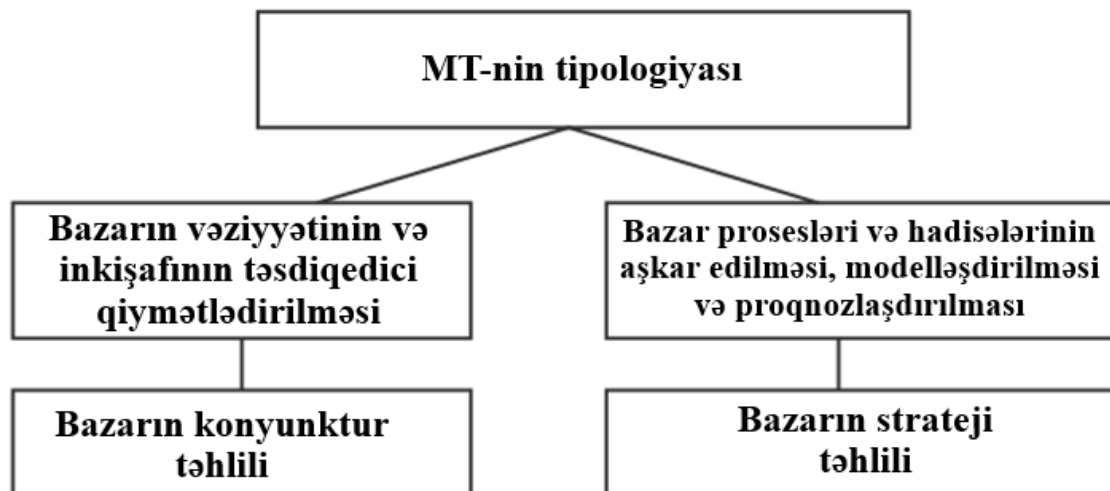 MT-nin tipologiyası
Bazarın vəziyyətinin və
inkişafının təsdiqedici
qiymətlədirilməsi
Bazar prosesləri və hadisələrinin
aşkar edilməsi, modelləşdirilməsi
və proqnozlaşdırılması
Bazarın konyunktur
təhlili
Bazarın strateji
təhlili